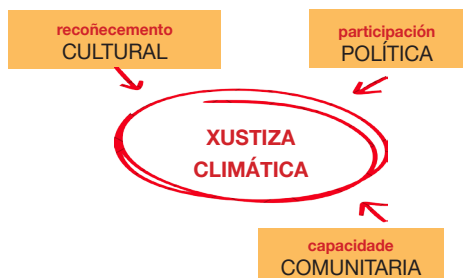 recoñecemento
CULTURAL
participación
POLÍTICA
XUSTIZA
CLIMÁTICA
capacidade
COMUNITARIA